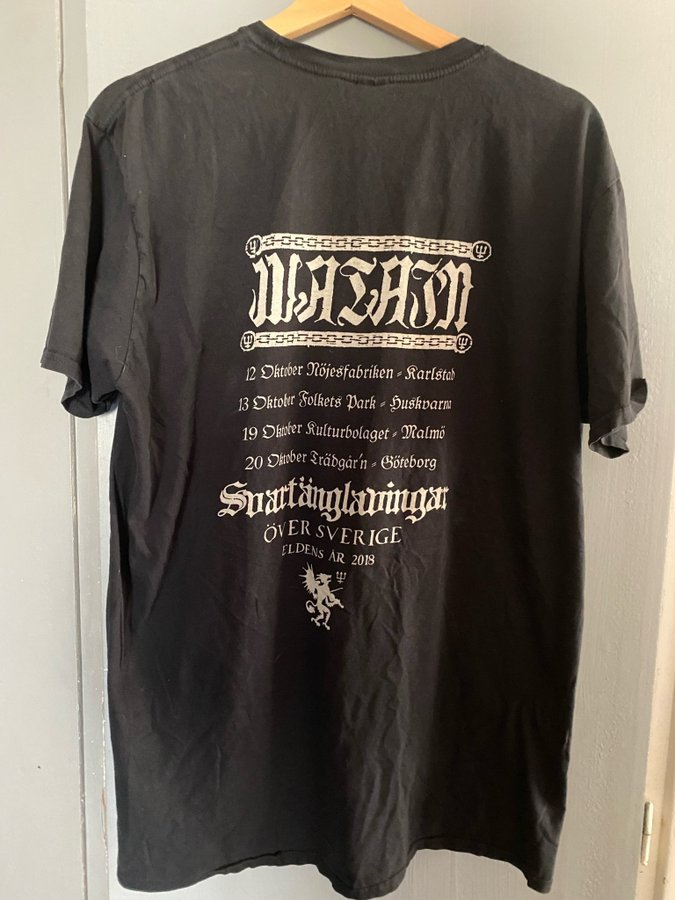 WATAIN
12 Oktober Nöjesfabriken - Karlstad
13 Oktober Folkets Park - Huskvarna
19 Oktober Kulturbolaget - Malmö
20 Oktober Trädgår'n - Göteborg
Svartänglavingar
ÖVER SVERIGE
ELDENS ÅR 2018